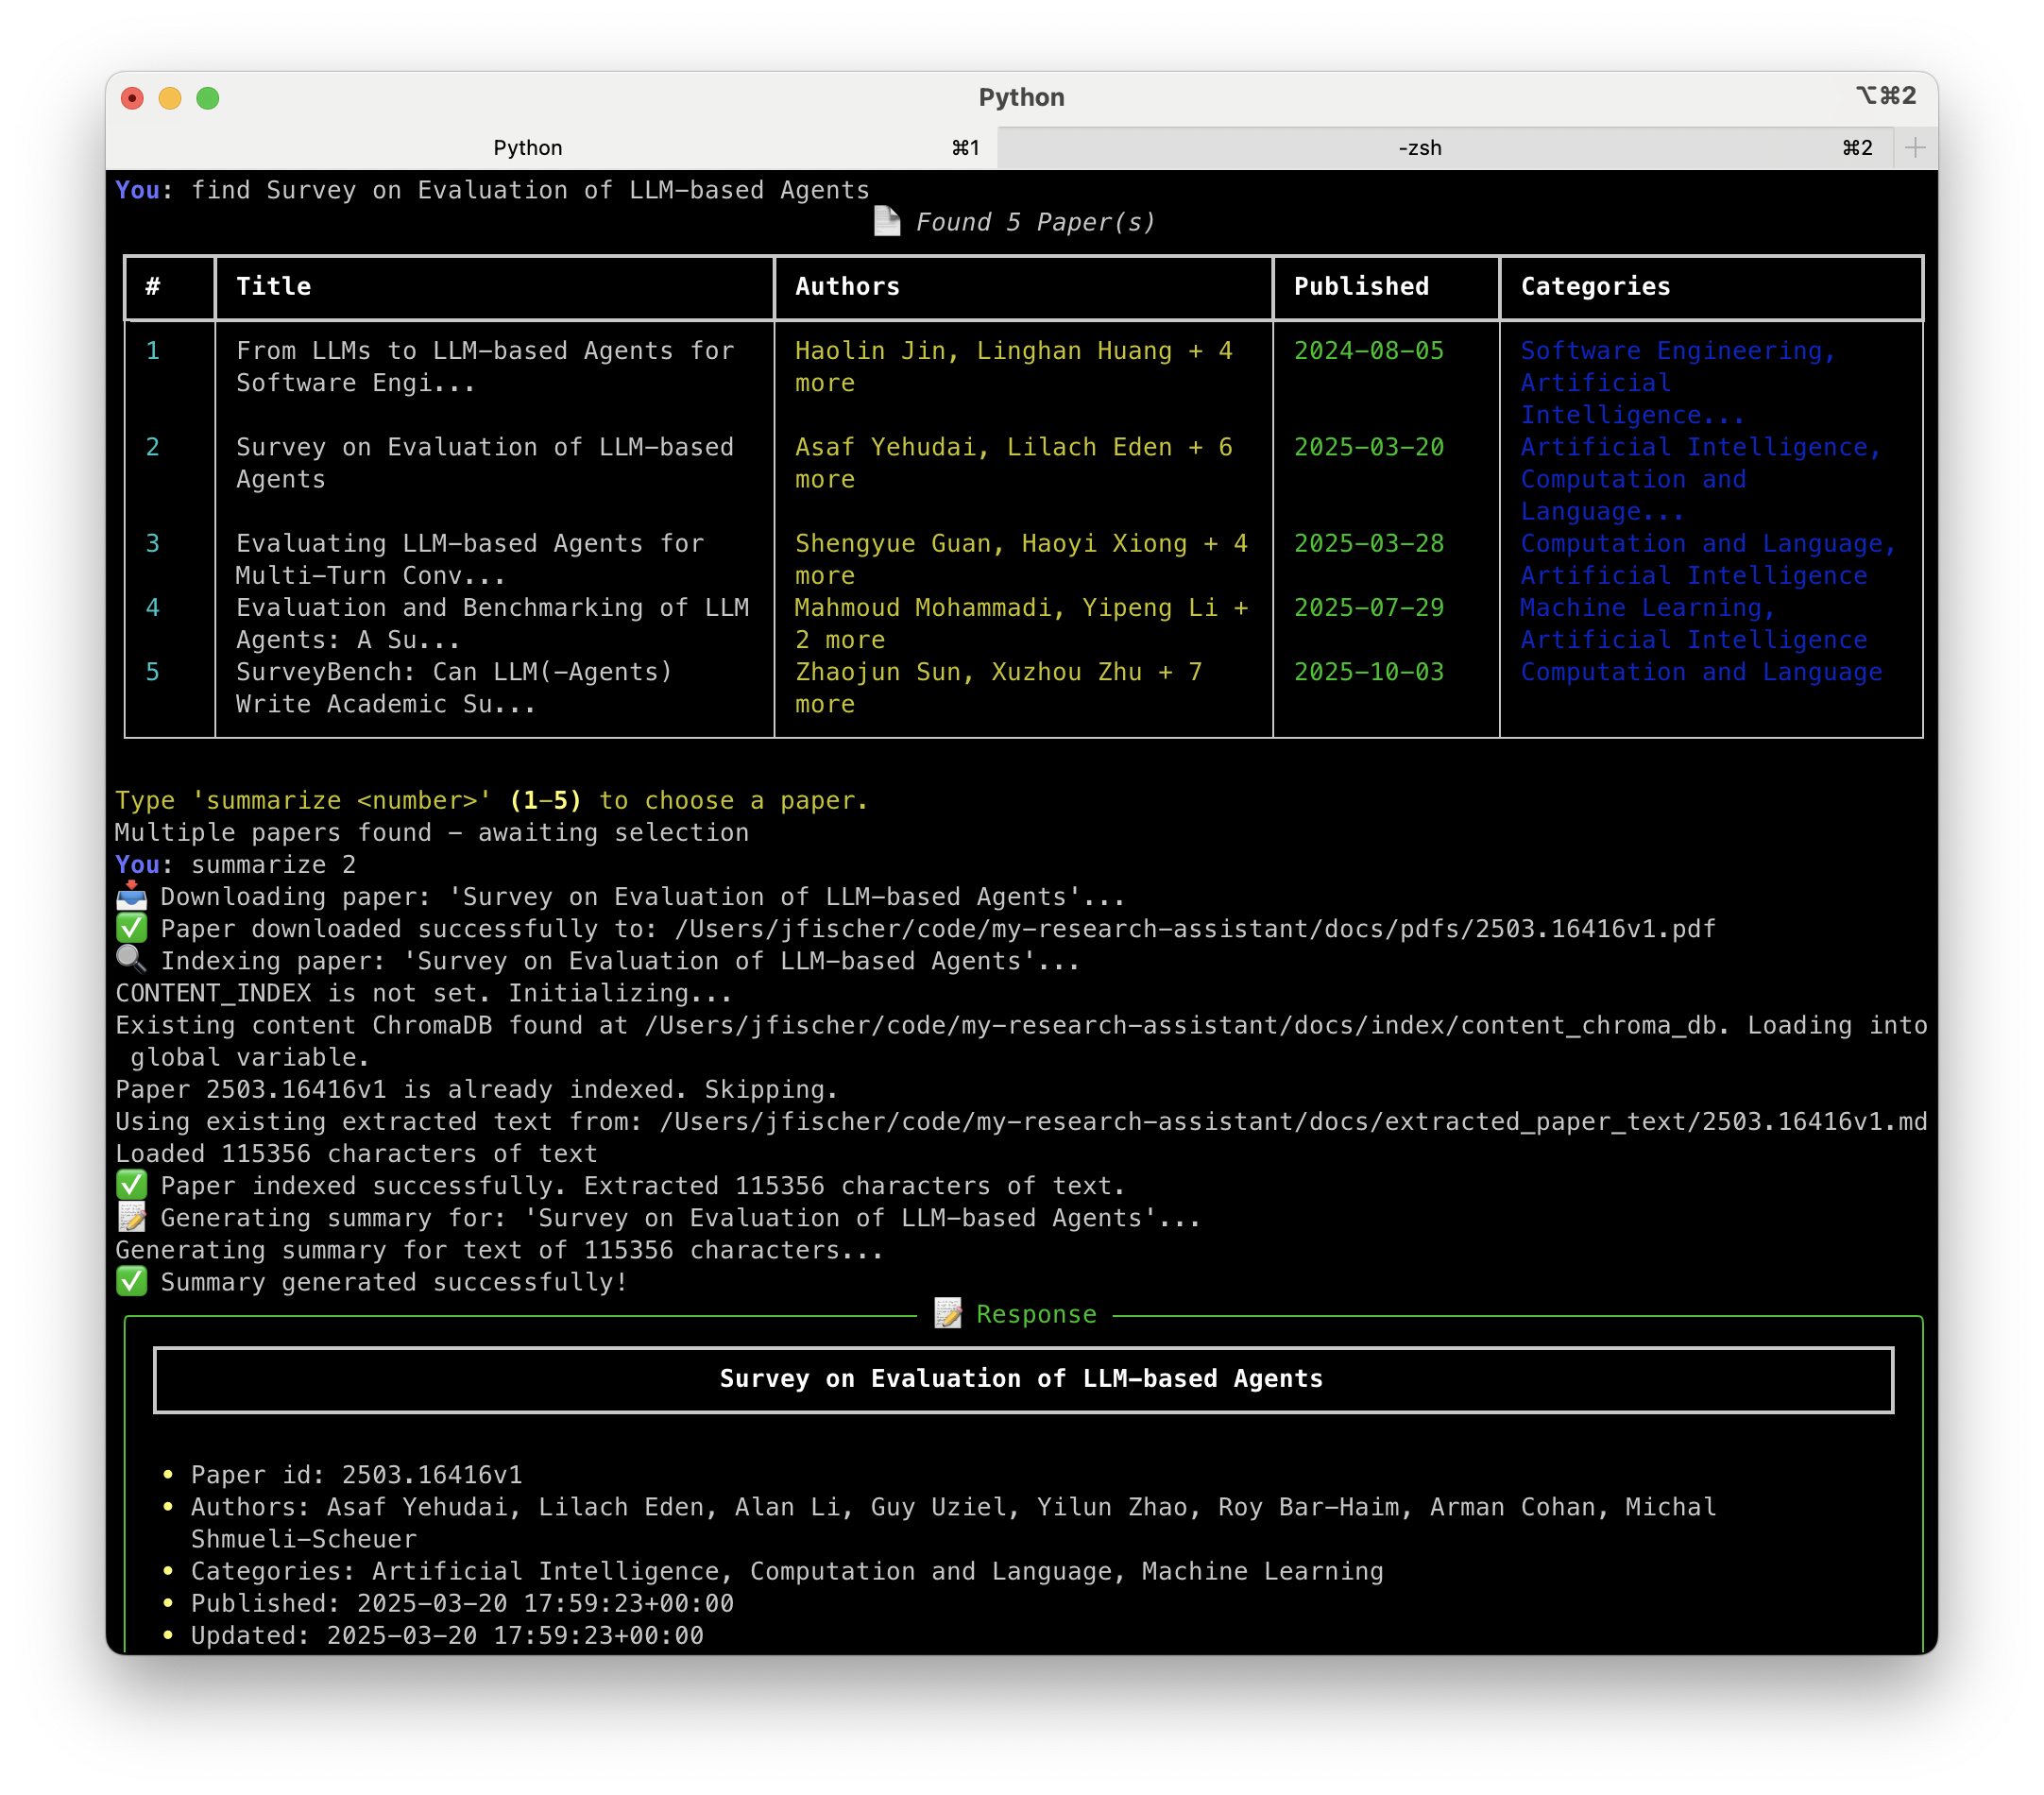 Python
⌥⌘2
Python ⌘1 -zsh ⌘2
You: find Survey on Evaluation of LLM-based Agents
Found 5 Paper(s)
# Title Authors Published Categories
1 From LLMs to LLM-based Agents for Haolin Jin, Linghan Huang + 4 2024-08-05 Software Engineering,
Software Engi... more Artificial
Intelligence...
2 Survey on Evaluation of LLM-based Asaf Yehudai, Lilach Eden + 6 2025-03-20 Artificial Intelligence,
Agents more Computation and
Language...
3 Evaluating LLM-based Agents for Shengyue Guan, Haoyi Xiong + 4 2025-03-28 Computation and Language,
Multi-Turn Conv... more Artificial Intelligence
4 Evaluation and Benchmarking of LLM Mahmoud Mohammadi, Yipeng Li + 2025-07-29 Machine Learning,
Agents: A Su... 2 more Artificial Intelligence
5 SurveyBench: Can LLM(-Agents) Zhaojun Sun, Xuzhou Zhu + 7 2025-10-03 Computation and Language
Write Academic Su... more
Type 'summarize <number>' (1-5) to choose a paper.
Multiple papers found - awaiting selection
You: summarize 2
Downloading paper: 'Survey on Evaluation of LLM-based Agents'...
Paper downloaded successfully to: /Users/jfischer/code/my-research-assistant/docs/pdfs/2503.16416v1.pdf
Indexing paper: 'Survey on Evaluation of LLM-based Agents'...
CONTENT_INDEX is not set. Initializing...
Existing content ChromaDB found at /Users/jfischer/code/my-research-assistant/docs/index/content_chroma_db. Loading into
global variable.
Paper 2503.16416v1 is already indexed. Skipping.
Using existing extracted text from: /Users/jfischer/code/my-research-assistant/docs/extracted_paper_text/2503.16416v1.md
Loaded 115356 characters of text
Paper indexed successfully. Extracted 115356 characters of text.
Generating summary for: 'Survey on Evaluation of LLM-based Agents'...
Generating summary for text of 115356 characters...
Summary generated successfully!
Response
Survey on Evaluation of LLM-based Agents
• Paper id: 2503.16416v1
• Authors: Asaf Yehudai, Lilach Eden, Alan Li, Guy Uziel, Yilun Zhao, Roy Bar-Haim, Arman Cohan, Michal
Shmueli-Scheuer
• Categories: Artificial Intelligence, Computation and Language, Machine Learning
• Published: 2025-03-20 17:59:23+00:00
• Updated: 2025-03-20 17:59:23+00:00